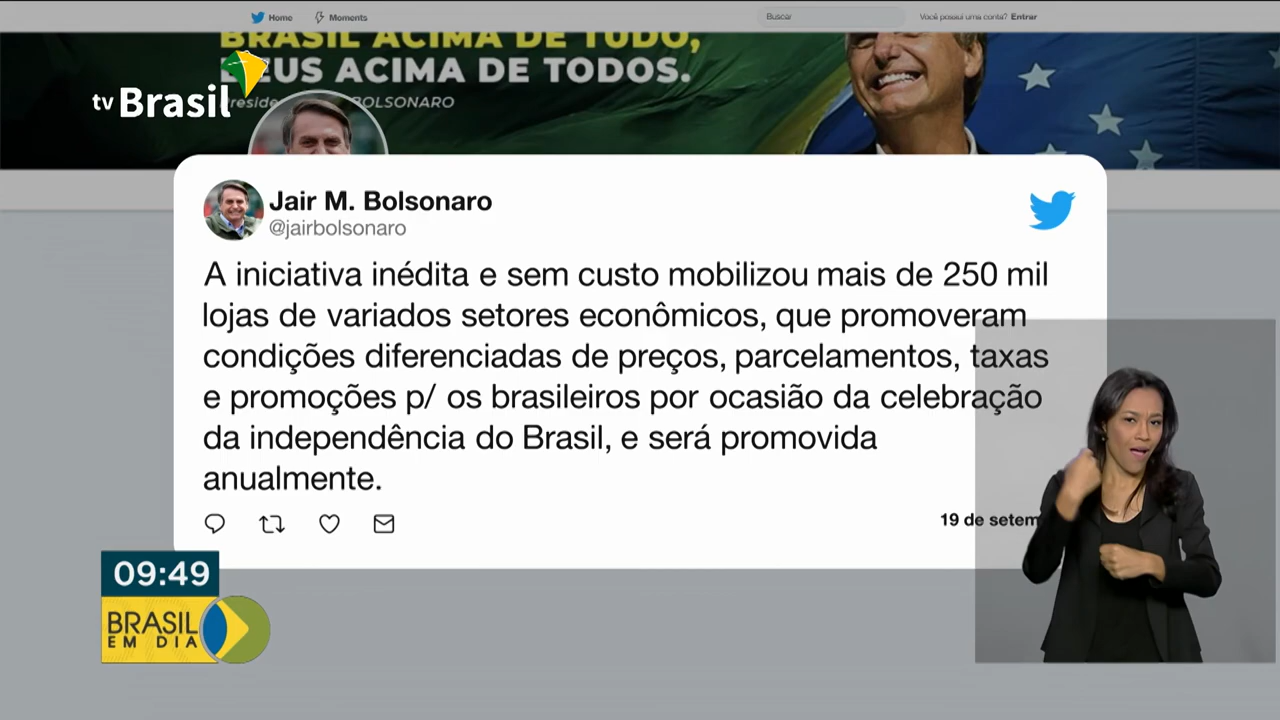 Home Moments Buscar Você possui uma conta? Entrar
BRASIL ACIMA DE TUDO,
DEUS ACIMA DE TODOS.
BOLSONARO
tv Brasil
Jair M. Bolsonaro
@jairbolsonaro
A iniciativa inédita e sem custo mobilizou mais de 250 mil
lojas de variados setores econômicos, que promoveram
condições diferenciadas de preços, parcelamentos, taxas
e promoções p/ os brasileiros por ocasião da celebração
da independência do Brasil, e será promovida
anualmente.
19 de setem
09:49
BRASIL
EM DIA